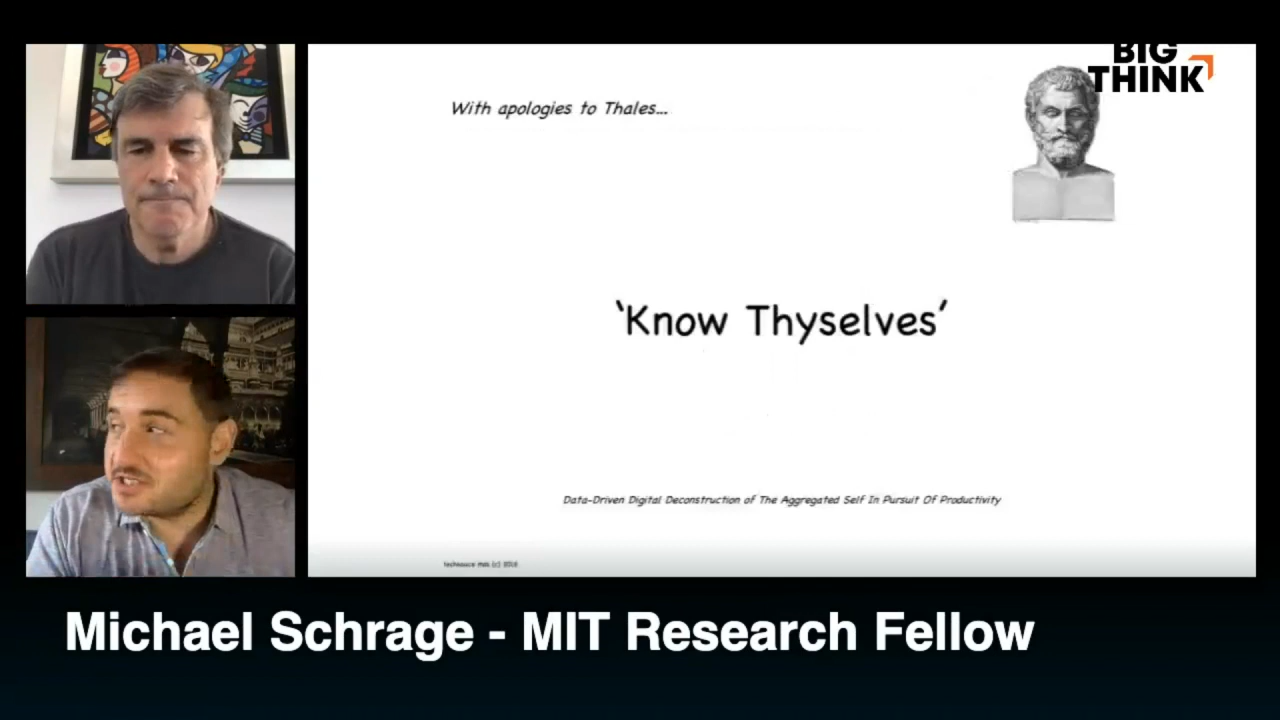 BIG
THINK
With apologies to Thales...
'Know Thyselves'
Data-Driven Digital Deconstruction of The Aggregated Self In Pursuit Of Productivity
Michael Schrage - MIT Research Fellow